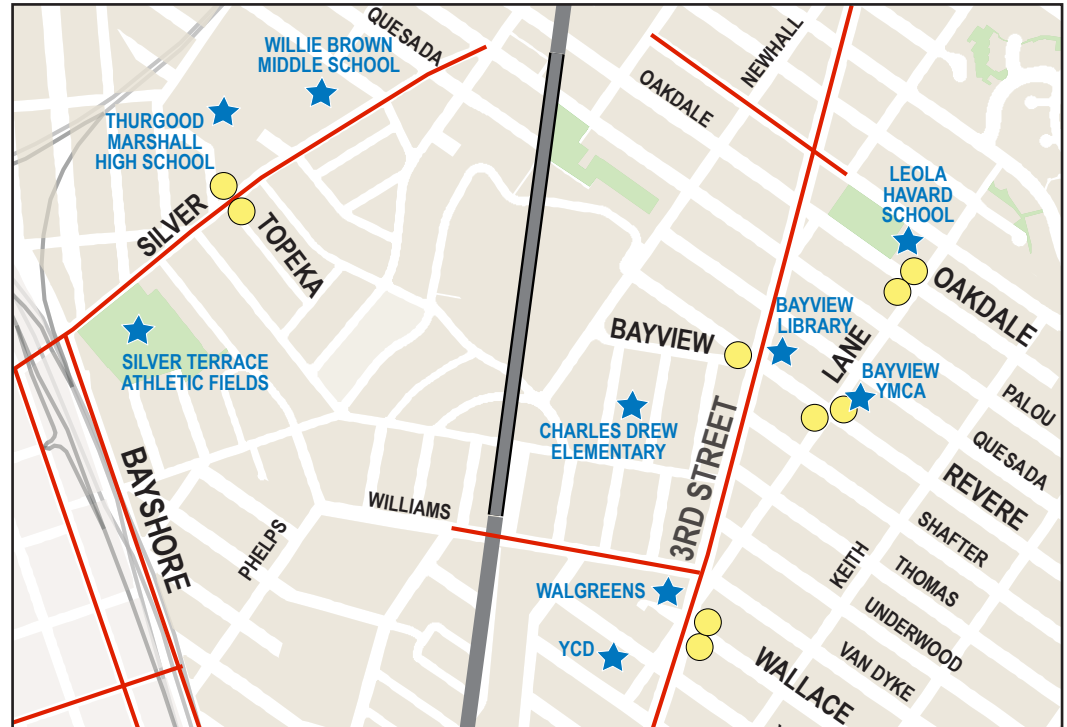 QUESADA
WILLIE BROWN
MIDDLE SCHOOL
NEWHALL
OAKDALE
THURGOOD
MARSHALL
HIGH SCHOOL
LEOLA
HAVARD
SCHOOL
SILVER
TOPEKA
OAKDALE
BAYVIEW
LIBRARY
BAYVIEW
LANE
SILVER TERRACE
ATHLETIC FIELDS
BAYVIEW
YMCA
PALOU
CHARLES DREW
ELEMENTARY
3RD STREET
QUESADA
BAYSHORE
REVERE
WILLIAMS
SHAFTER
PHELPS
KEITH
THOMAS
WALGREENS
UNDERWOOD
YCD
WALLACE
VAN DYKE